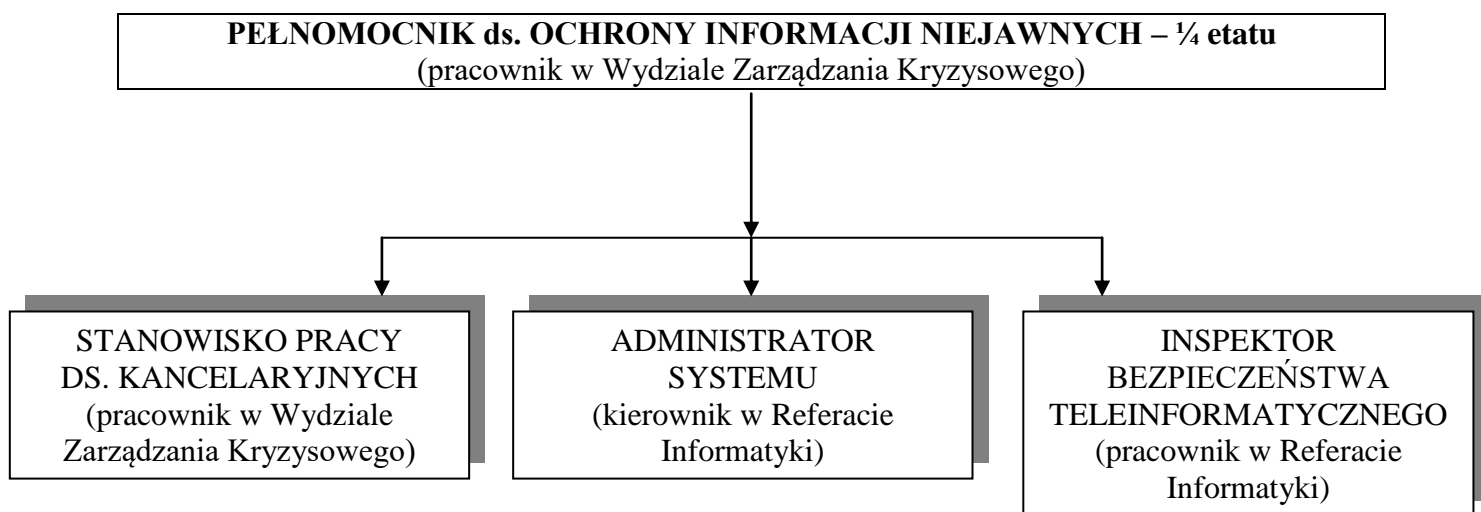 PEŁNOMOCNIK ds. OCHRONY INFORMACJI NIEJAWNYCH – ¼ etatu
(pracownik w Wydziale Zarządzania Kryzysowego)
STANOWISKO PRACY
DS. KANCELARYJNYCH
(pracownik w Wydziale
Zarządzania Kryzysowego)
ADMINISTRATOR
SYSTEMU
(kierownik w Referacie
Informatyki)
INSPEKTOR
BEZPIECZEŃSTWA
TELEINFORMATYCZNEGO
(pracownik w Referacie
Informatyki)